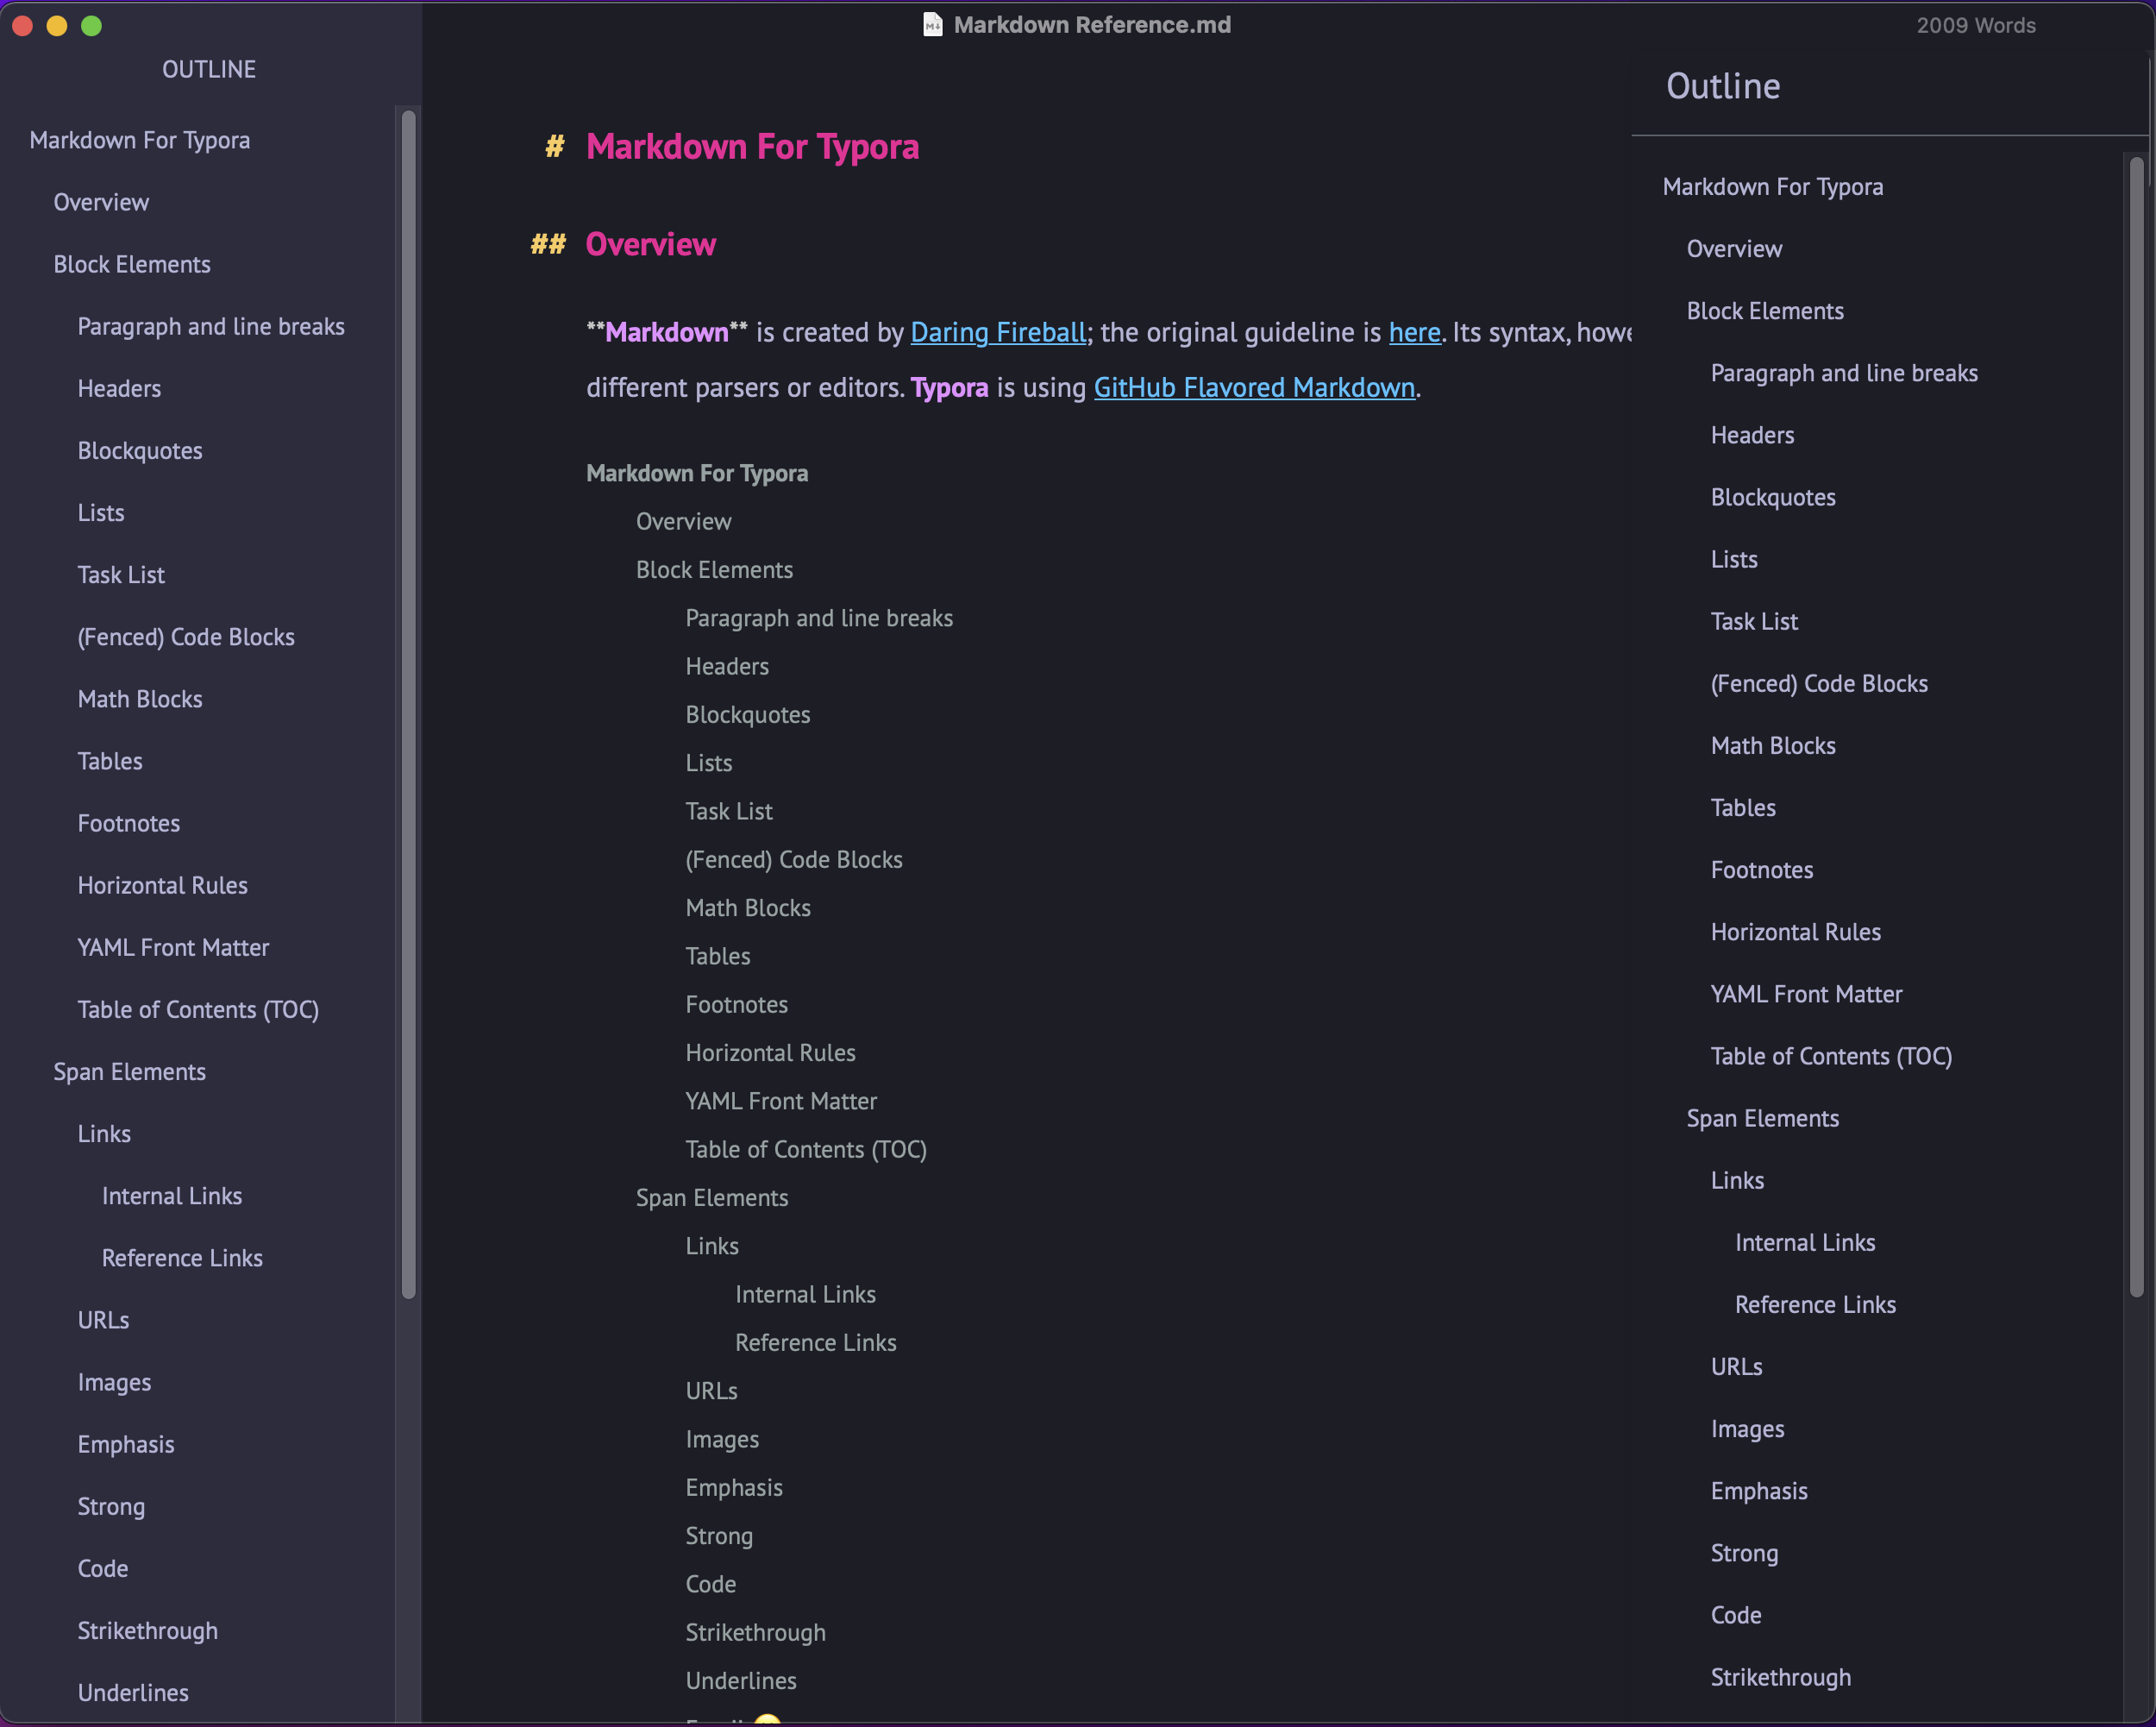 Markdown Reference.md
2009 Words
OUTLINE
Markdown For Typora
Overview
Block Elements
Paragraph and line breaks
Headers
Blockquotes
Lists
Task List
(Fenced) Code Blocks
Math Blocks
Tables
Footnotes
Horizontal Rules
YAML Front Matter
Table of Contents (TOC)
Span Elements
Links
Internal Links
Reference Links
URLs
Images
Emphasis
Strong
Code
Strikethrough
Underlines
# Markdown For Typora
## Overview
**Markdown** is created by Daring Fireball; the original guideline is here. Its syntax, howe
different parsers or editors. Typora is using GitHub Flavored Markdown.
Markdown For Typora
Overview
Block Elements
Paragraph and line breaks
Headers
Blockquotes
Lists
Task List
(Fenced) Code Blocks
Math Blocks
Tables
Footnotes
Horizontal Rules
YAML Front Matter
Table of Contents (TOC)
Span Elements
Links
Internal Links
Reference Links
URLs
Images
Emphasis
Strong
Code
Strikethrough
Underlines
Outline
Markdown For Typora
Overview
Block Elements
Paragraph and line breaks
Headers
Blockquotes
Lists
Task List
(Fenced) Code Blocks
Math Blocks
Tables
Footnotes
Horizontal Rules
YAML Front Matter
Table of Contents (TOC)
Span Elements
Links
Internal Links
Reference Links
URLs
Images
Emphasis
Strong
Code
Strikethrough